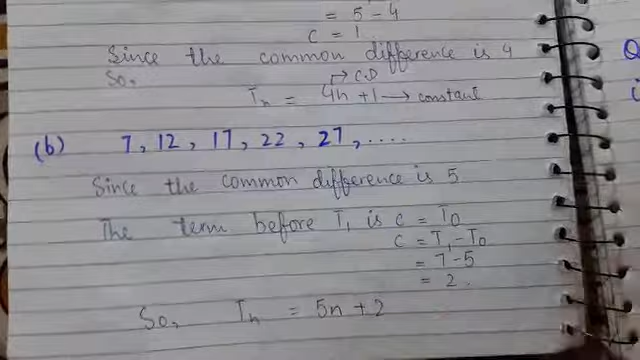 = 5 - 4
c = 1
Since the common difference is 4
So,
→ C.D
Tn = 4n + 1 → constant
(b) 7, 12, 17, 22, 27, ....
Since the common difference is 5
The term before T1 is c = T0
c = T1 - T0
= 7 - 5
= 2.
So, Tn = 5n + 2